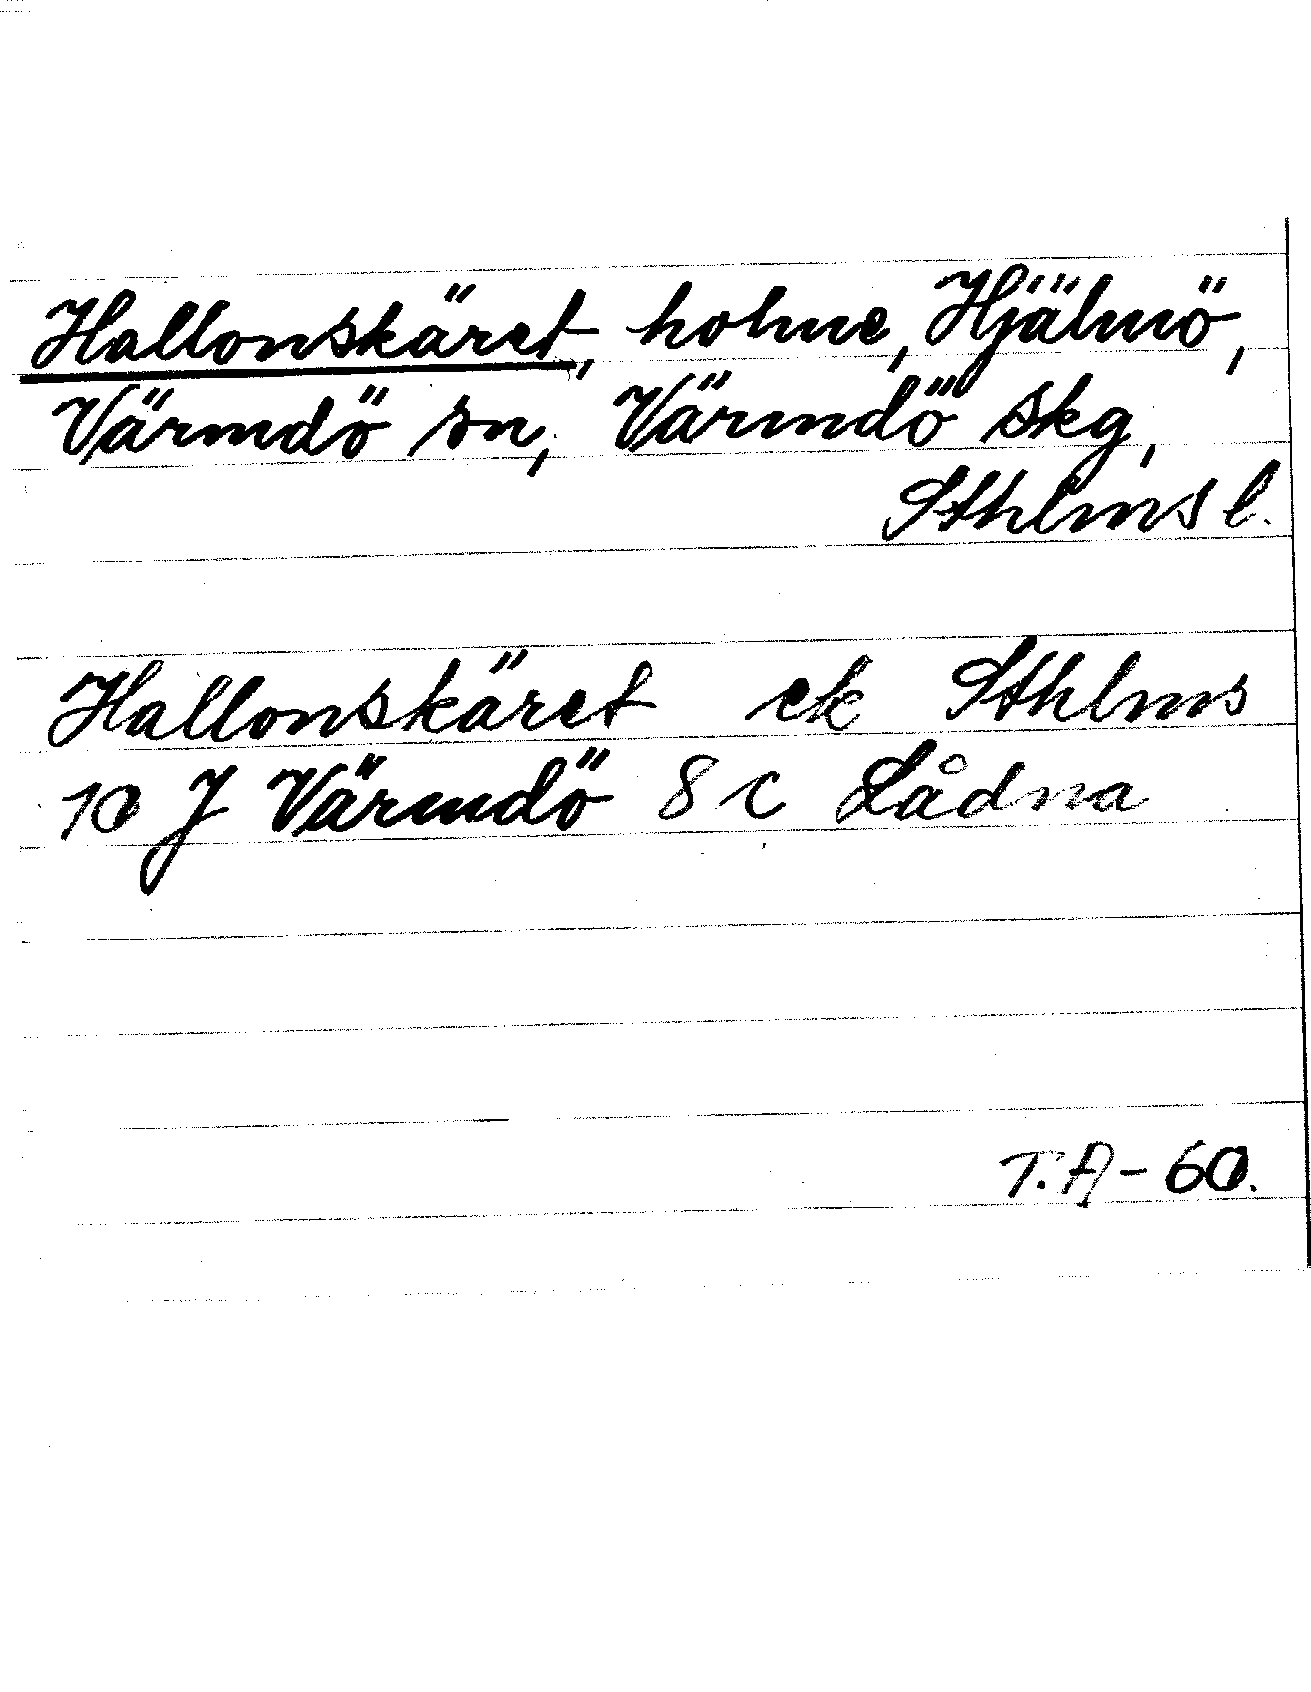 Hallonskäret, holme, Hjälmö,
Värmdö sn, Värmdö skg,
Sthlms l.
Hallonskäret ek Sthlms
10 J Värmdö 8 c Lådna
T.A-60.